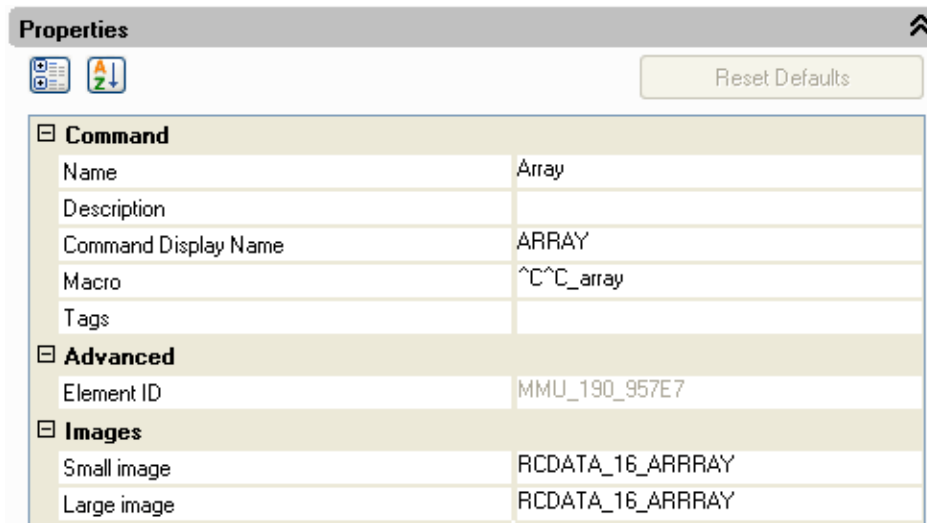 Properties
Reset Defaults
Command
Name Array
Description
Command Display Name ARRAY
Macro ^C^C_array
Tags
Advanced
Element ID MMU_190_957E7
Images
Small image RCDATA_16_ARRRAY
Large image RCDATA_16_ARRRAY